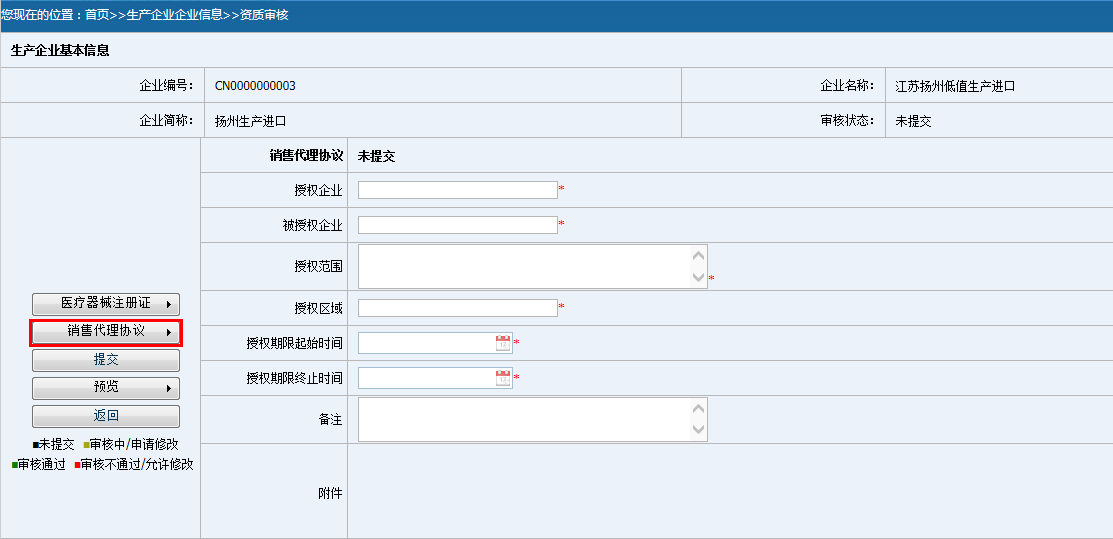 您现在的位置：首页>>生产企业企业信息>>资质审核
生产企业基本信息
企业编号： CN0000000003 企业名称： 江苏扬州低值生产进口
企业简称： 扬州生产进口 审核状态： 未提交
销售代理协议 未提交
授权企业 *
被授权企业 *
授权范围 *
授权区域 *
授权期限起始时间 *
授权期限终止时间 *
备注
附件
医疗器械注册证
销售代理协议
提交
预览
返回
■未提交 ■审核中/申请修改
■审核通过 ■审核不通过/允许修改